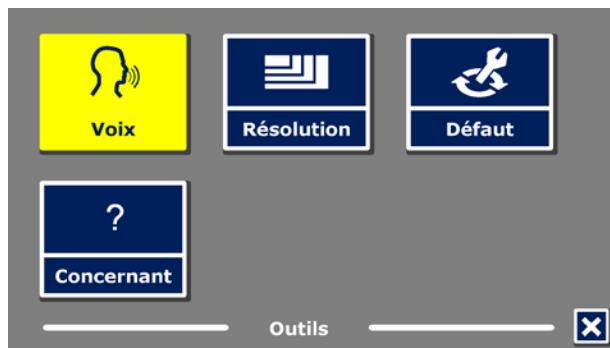 Voix
Résolution
Défaut
?
Concernant
Outils